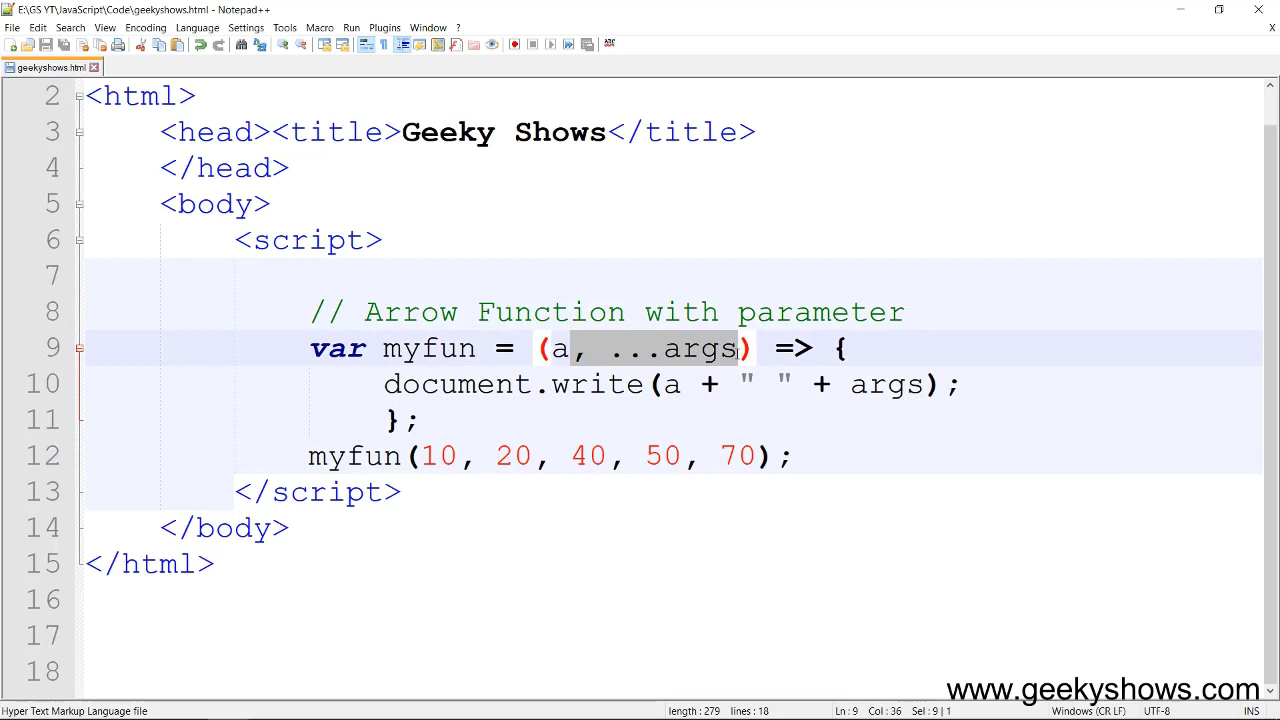 E:\GS YT\JavaScript\Code\geekyshows.html - Notepad++
File Edit Search View Encoding Language Settings Tools Macro Run Plugins Window ? X
geekyshows.html
2 <html>
3 <head><title>Geeky Shows</title>
4 </head>
5 <body>
6 <script>
7
8 // Arrow Function with parameter
9 var myfun = (a, ...args) => {
10 document.write(a + " " + args);
11 };
12 myfun(10, 20, 40, 50, 70);
13 </script>
14 </body>
15 </html>
16
17
18
www.geekyshows.com
Hyper Text Markup Language file length : 279 lines : 18 Ln : 9 Col : 36 Sel : 9 | 1 Windows (CR LF) UTF-8 INS